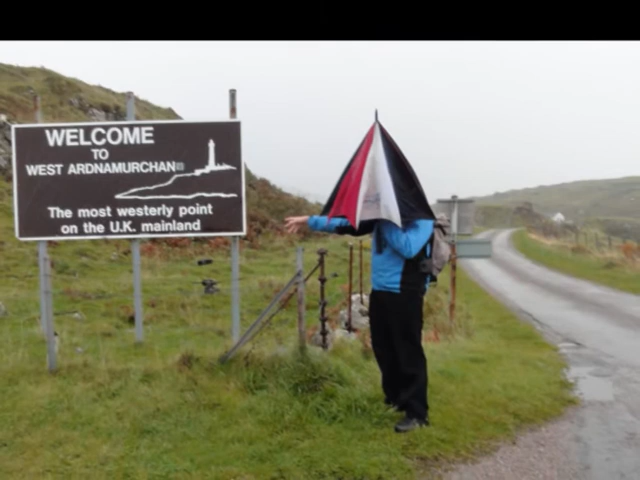 WELCOME
TO
WEST ARDNAMURCHAN
The most westerly point
on the U.K. mainland